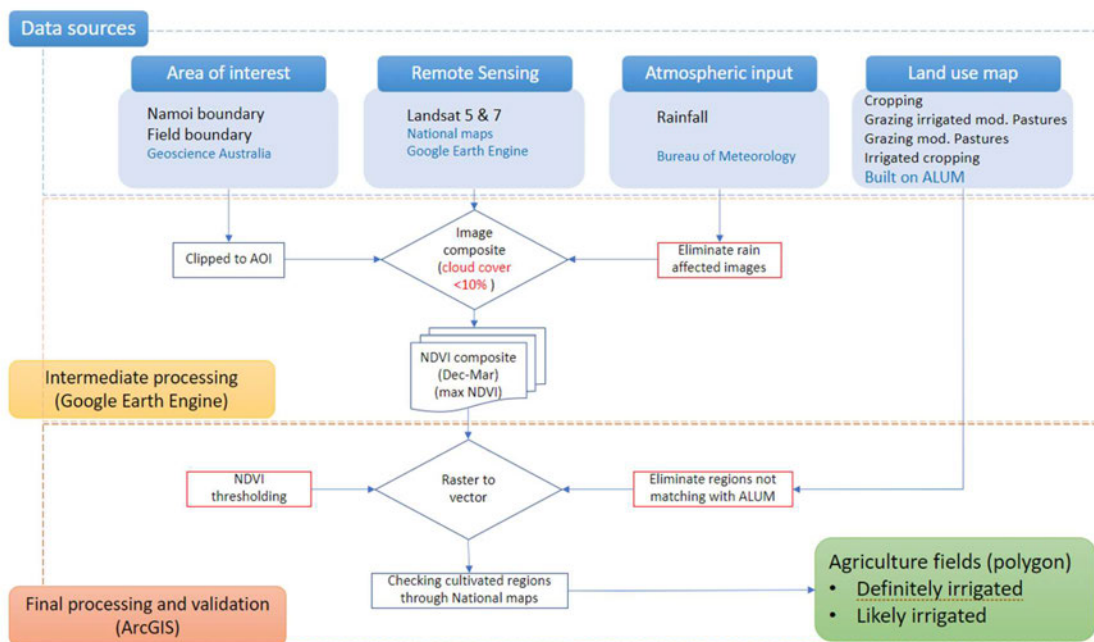 Data sources
Area of interest
Namoi boundary
Field boundary
Geoscience Australia
Remote Sensing
Landsat 5 & 7
National maps
Google Earth Engine
Atmospheric input
Rainfall
Bureau of Meteorology
Land use map
Cropping
Grazing irrigated mod. Pastures
Grazing mod. Pastures
Irrigated cropping
Built on ALUM
Clipped to AOI
Image
composite
(cloud cover
<10% )
Eliminate rain
affected images
NDVI composite
(Dec-Mar)
(max NDVI)
Intermediate processing
(Google Earth Engine)
NDVI
thresholding
Raster to
vector
Eliminate regions not
matching with ALUM
Checking cultivated regions
through National maps
Agriculture fields (polygon)
• Definitely irrigated
• Likely irrigated
Final processing and validation
(ArcGIS)